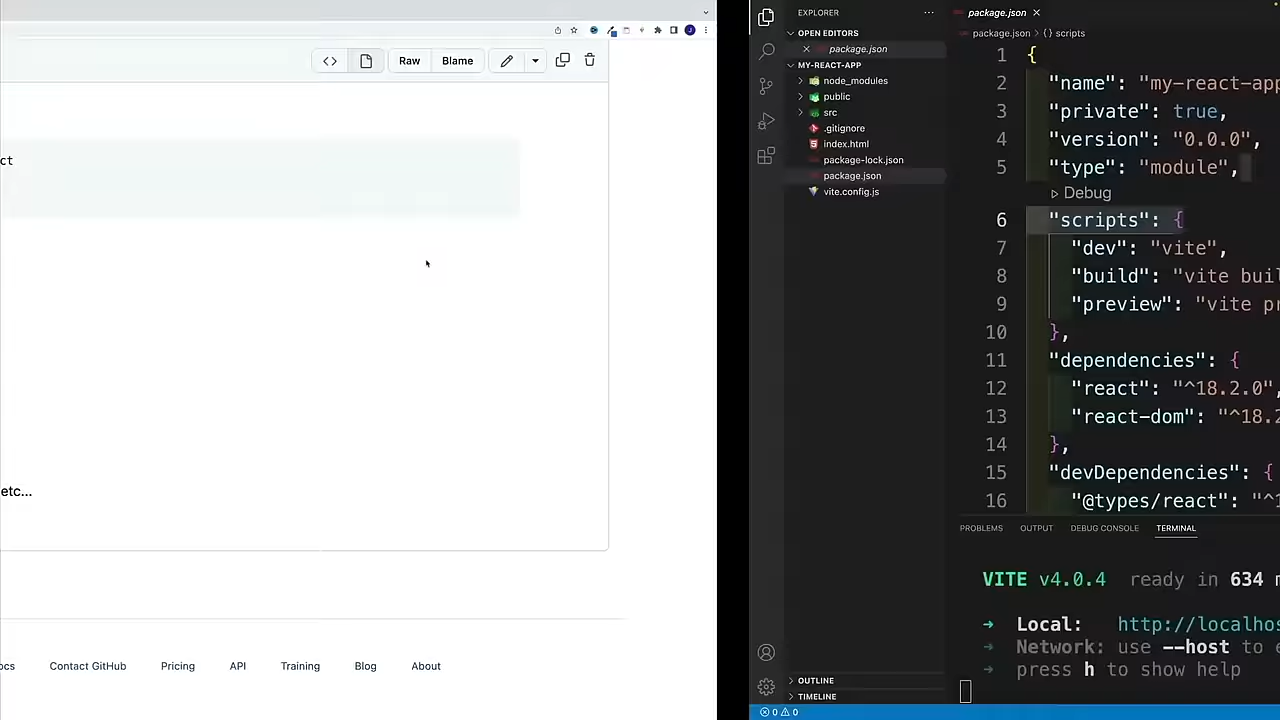 Raw
Blame
ct
etc...
ocs
Contact GitHub
Pricing
API
Training
Blog
About
EXPLORER
OPEN EDITORS
package.json
MY-REACT-APP
node_modules
public
src
.gitignore
index.html
package-lock.json
package.json
vite.config.js
OUTLINE
TIMELINE
0 0
package.json
package.json › {} scripts
1 {
2 "name": "my-react-app
3 "private": true,
4 "version": "0.0.0",
5 "type": "module",
Debug
6 "scripts": {
7 "dev": "vite",
8 "build": "vite buil
9 "preview": "vite pr
10 },
11 "dependencies": {
12 "react": "^18.2.0",
13 "react-dom": "^18.2
14 },
15 "devDependencies": {
16 "@types/react": "^1
PROBLEMS OUTPUT DEBUG CONSOLE TERMINAL
VITE v4.0.4 ready in 634 m
➜ Local: http://localhos
➜ Network: use --host to e
➜ press h to show help